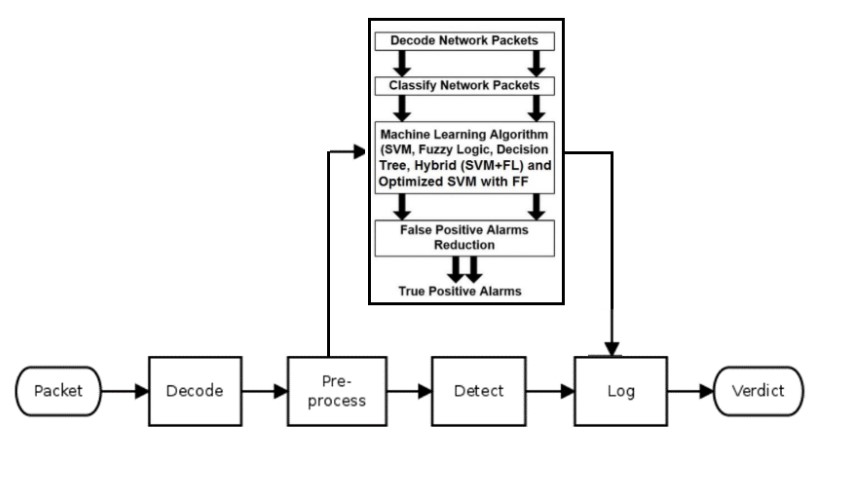 Decode Network Packets
Classify Network Packets
Machine Learning Algorithm
(SVM, Fuzzy Logic, Decision
Tree, Hybrid (SVM+FL) and
Optimized SVM with FF
False Positive Alarms
Reduction
True Positive Alarms
Packet
Decode
Pre-
process
Detect
Log
Verdict